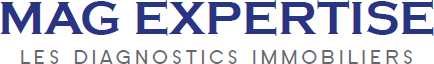 MAG EXPERTISE
LES DIAGNOSTICS IMMOBILIERS